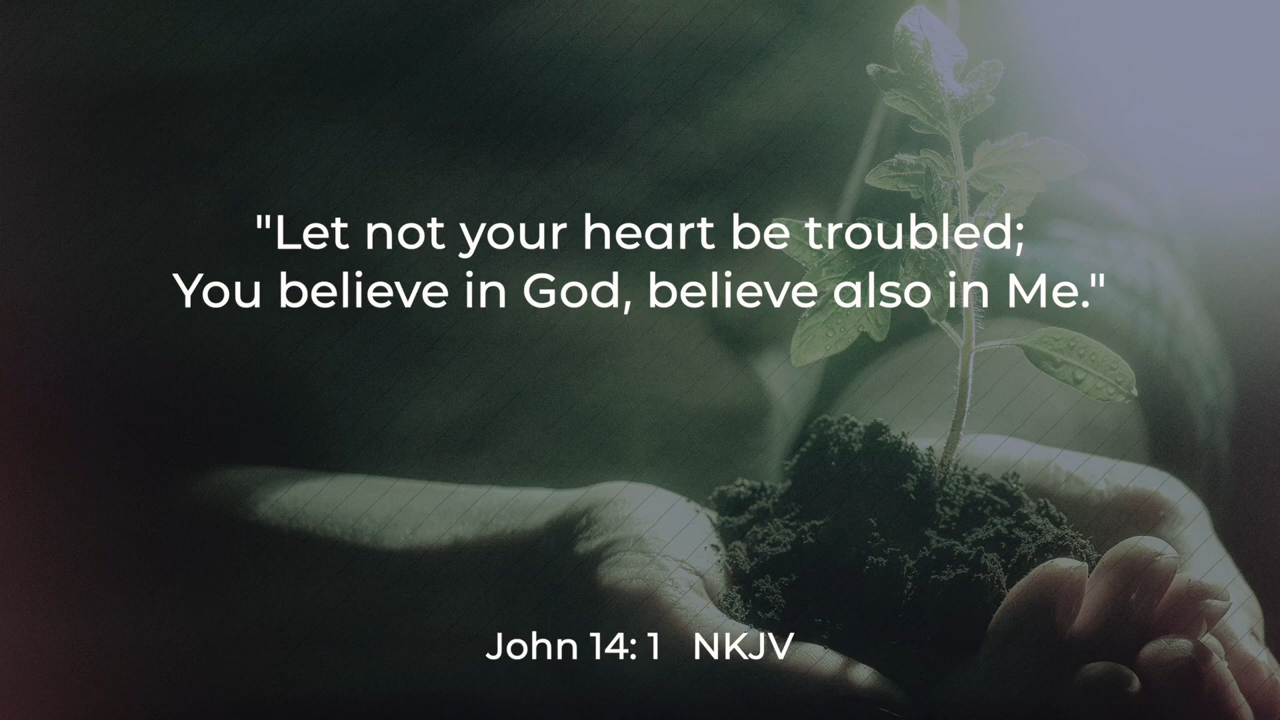 "Let not your heart be troubled;
You believe in God, believe also in Me."
John 14: 1 NKJV